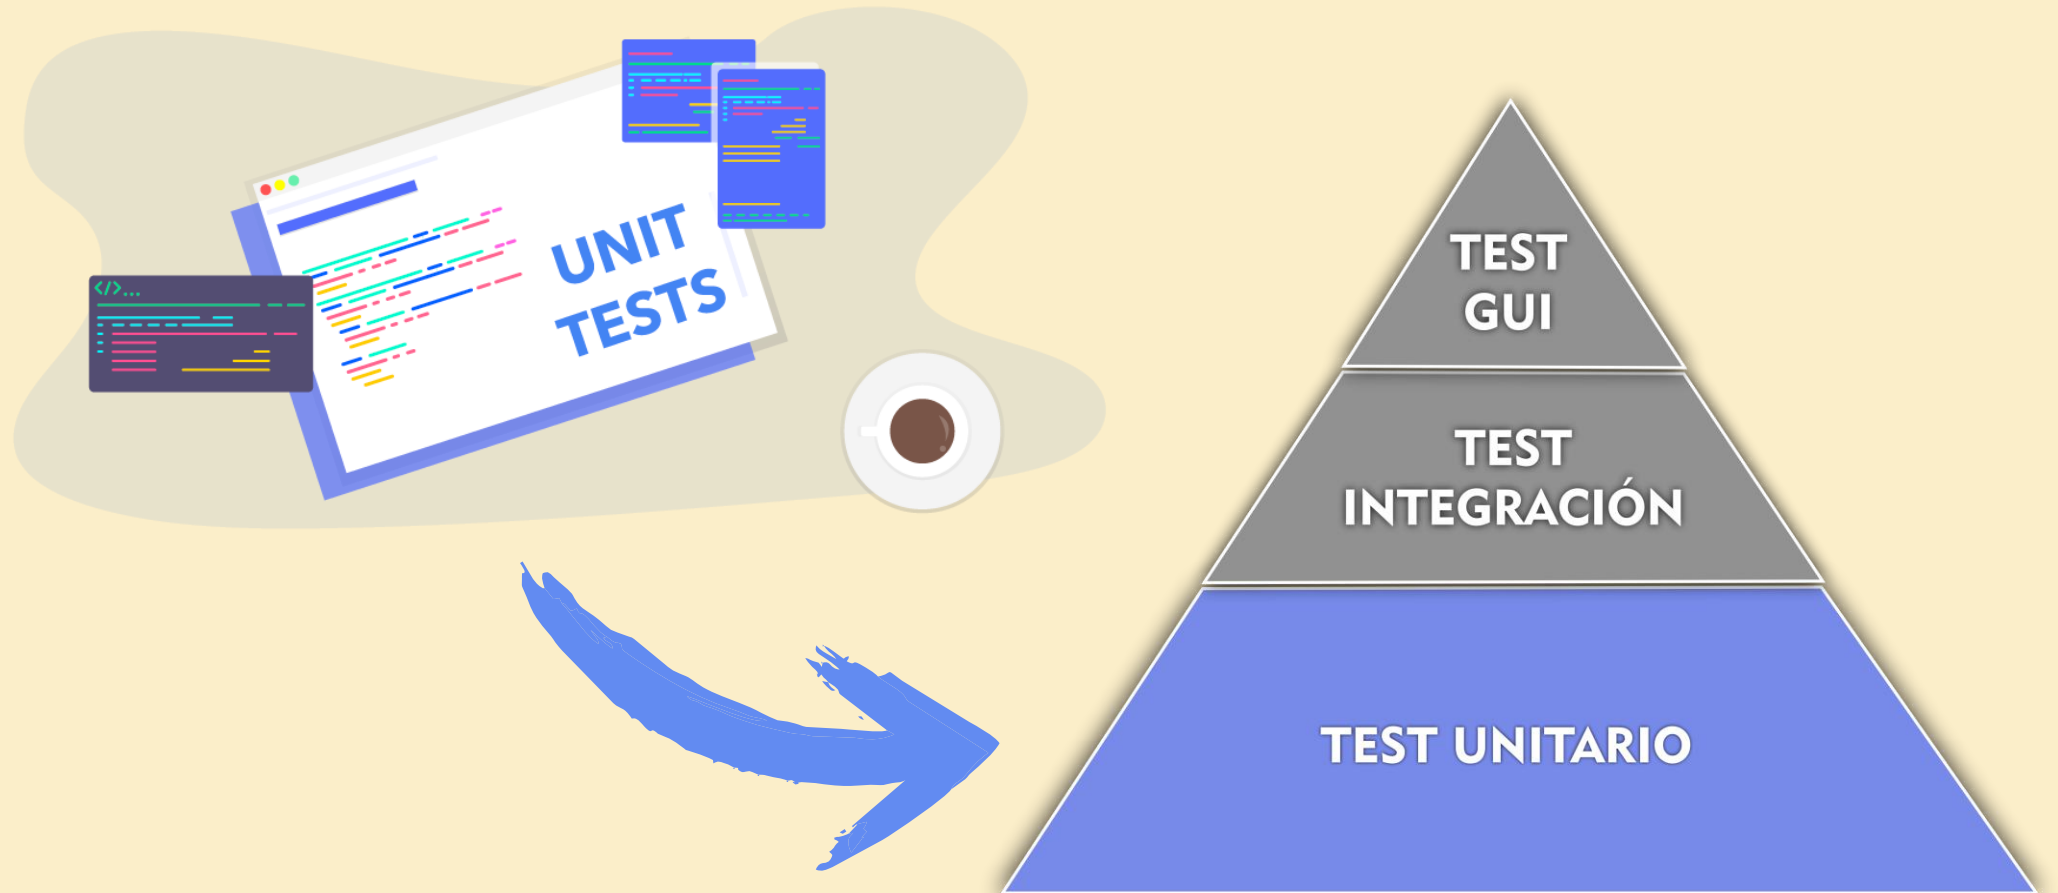 UNIT
TESTS
</>...
TEST
GUI
TEST
INTEGRACIÓN
TEST UNITARIO